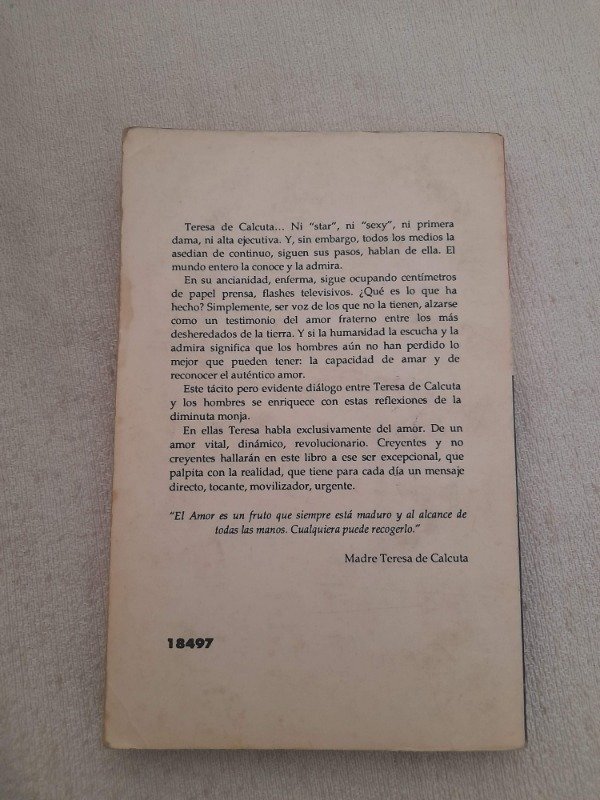 Teresa de Calcuta... Ni "star", ni "sexy", ni primera
dama, ni alta ejecutiva. Y, sin embargo, todos los medios la
asedian de continuo, siguen sus pasos, hablan de ella. El
mundo entero la conoce y la admira.
En su ancianidad, enferma, sigue ocupando centímetros
de papel prensa, flashes televisivos. ¿Qué es lo que ha
hecho? Simplemente, ser voz de los que no la tienen, alzarse
como un testimonio del amor fraterno entre los más
desheredados de la tierra. Y si la humanidad la escucha y la
admira significa que los hombres aún no han perdido lo
mejor que pueden tener: la capacidad de amar y de
reconocer el auténtico amor.
Este tácito pero evidente diálogo entre Teresa de Calcuta
y los hombres se enriquece con estas reflexiones de la
diminuta monja.
En ellas Teresa habla exclusivamente del amor. De un
amor vital, dinámico, revolucionario. Creyentes y no
creyentes hallarán en este libro a ese ser excepcional, que
palpita con la realidad, que tiene para cada día un mensaje
directo, tocante, movilizador, urgente.
"El Amor es un fruto que siempre está maduro y al alcance de
todas las manos. Cualquiera puede recogerlo."
Madre Teresa de Calcuta
18497